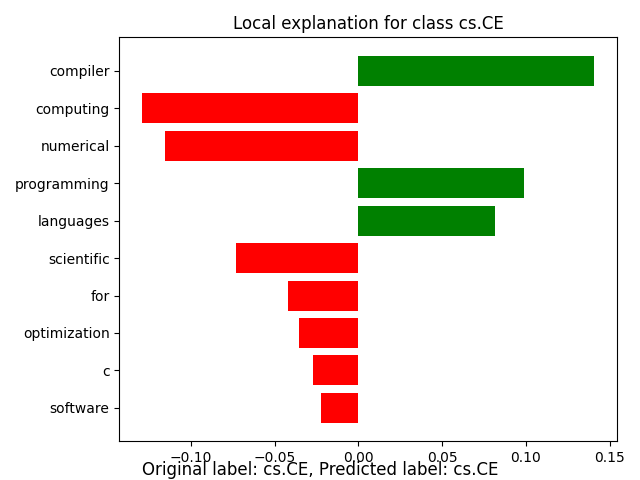 Local explanation for class cs.CE
compiler
computing
numerical
programming
languages
scientific
for
optimization
c
software
−0.10 −0.05 0.00 0.05 0.10 0.15
Original label: cs.CE, Predicted label: cs.CE